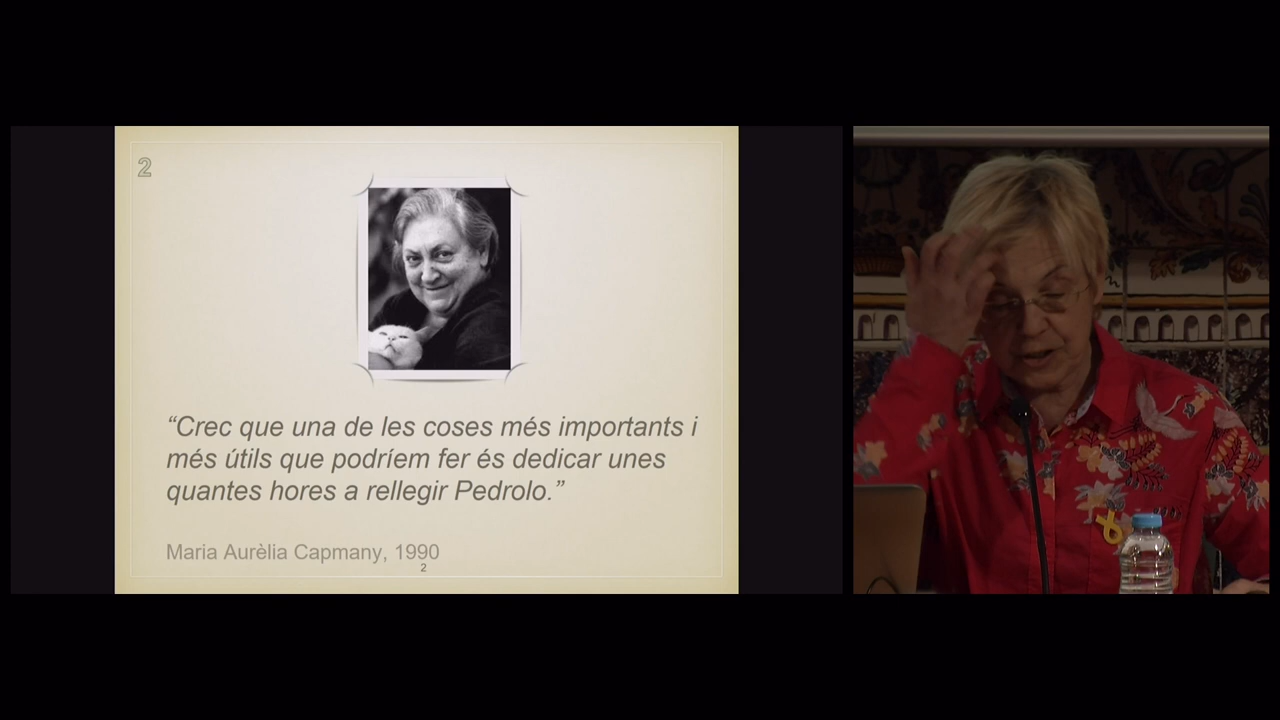 2
“Crec que una de les coses més importants i
més útils que podríem fer és dedicar unes
quantes hores a rellegir Pedrolo.”
Maria Aurèlia Capmany, 1990
2